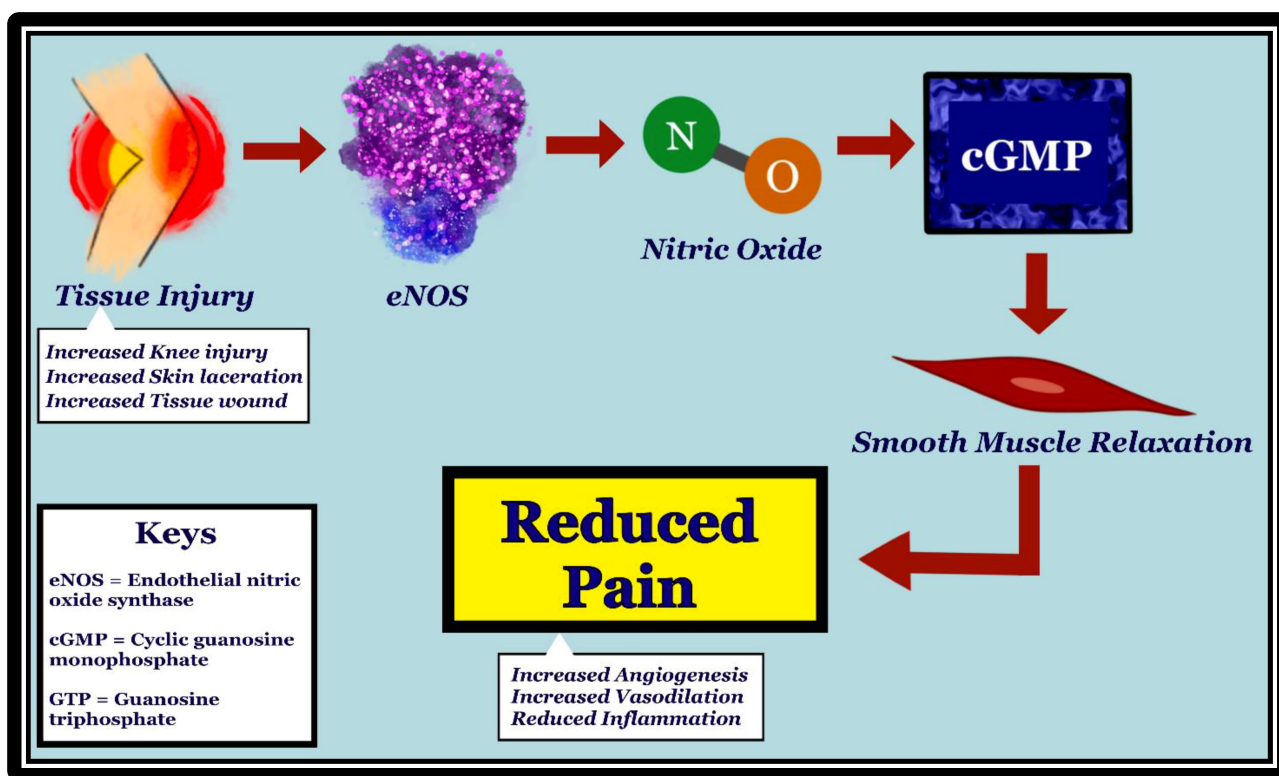 N
O
cGMP
Nitric Oxide
Tissue Injury
eNOS
Increased Knee injury
Increased Skin laceration
Increased Tissue wound
Smooth Muscle Relaxation
Reduced
Pain
Increased Angiogenesis
Increased Vasodilation
Reduced Inflammation
Keys
eNOS = Endothelial nitric
oxide synthase
cGMP = Cyclic guanosine
monophosphate
GTP = Guanosine
triphosphate